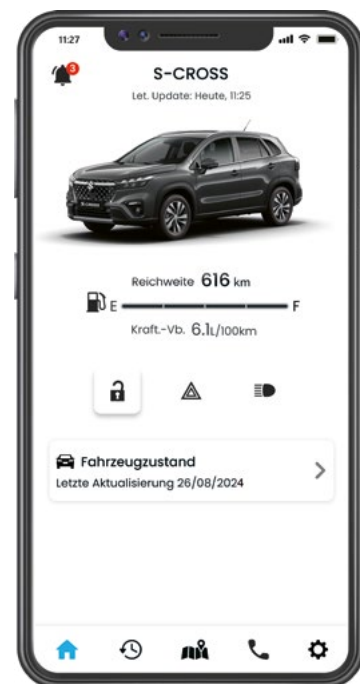 11:27
3
S-CROSS
Let. Update: Heute, 11:25
S-CROSS
Reichweite 616 km
E F
Kraft.-Vb. 6.1L/100km
Fahrzeugzustand
Letzte Aktualisierung 26/08/2024